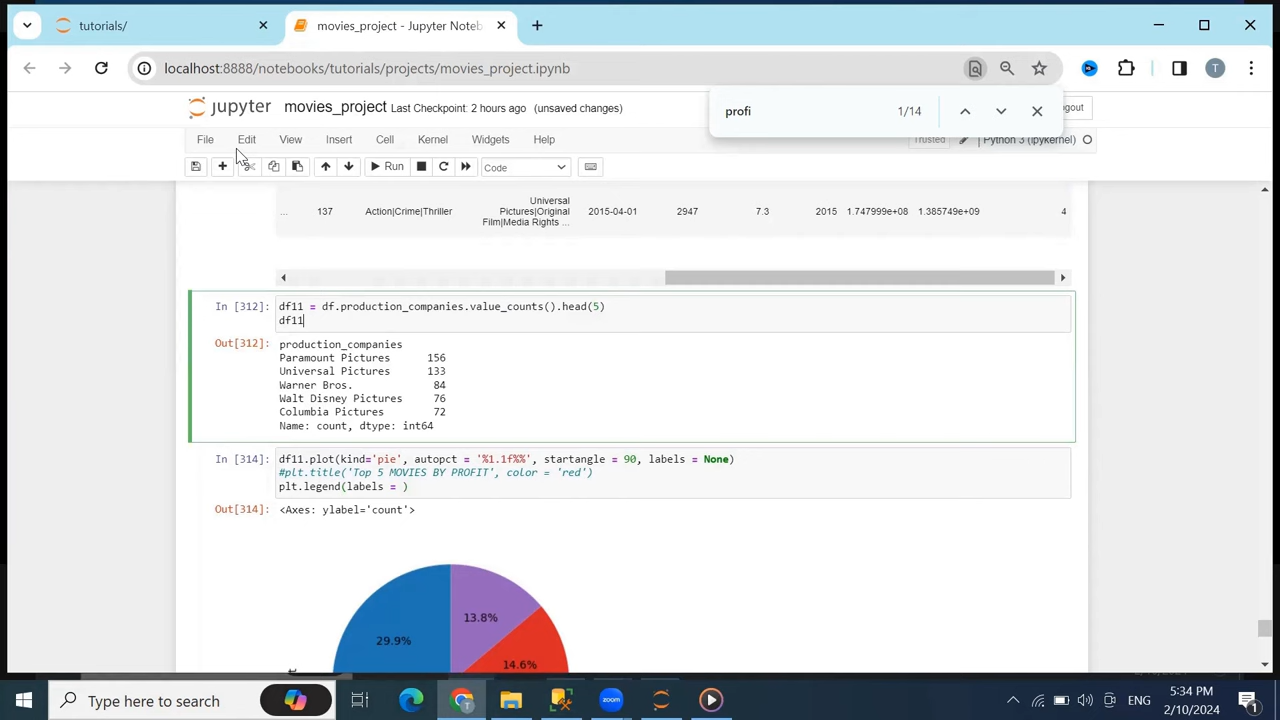 tutorials/
movies_project - Jupyter Noteb
localhost:8888/notebooks/tutorials/projects/movies_project.ipynb
T
profi
1/14
jupyter movies_project Last Checkpoint: 2 hours ago (unsaved changes)
ogout
File Edit View Insert Cell Kernel Widgets Help
Trusted
Python 3 (ipykernel)
Run
Code
... 137 Action|Crime|Thriller Universal Pictures|Original Film|Media Rights ... 2015-04-01 2947 7.3 2015 1.747999e+08 1.385749e+09 4
In [312]: df11 = df.production_companies.value_counts().head(5)
df11
Out[312]: production_companies
Paramount Pictures 156
Universal Pictures 133
Warner Bros. 84
Walt Disney Pictures 76
Columbia Pictures 72
Name: count, dtype: int64
In [314]: df11.plot(kind='pie', autopct = '%1.1f%%', startangle = 90, labels = None)
#plt.title('Top 5 MOVIES BY PROFIT', color = 'red')
plt.legend(labels = )
Out[314]: <Axes: ylabel='count'>
13.8%
29.9%
14.6%
Type here to search
zoom
T
ENG
5:34 PM
2/10/2024
1